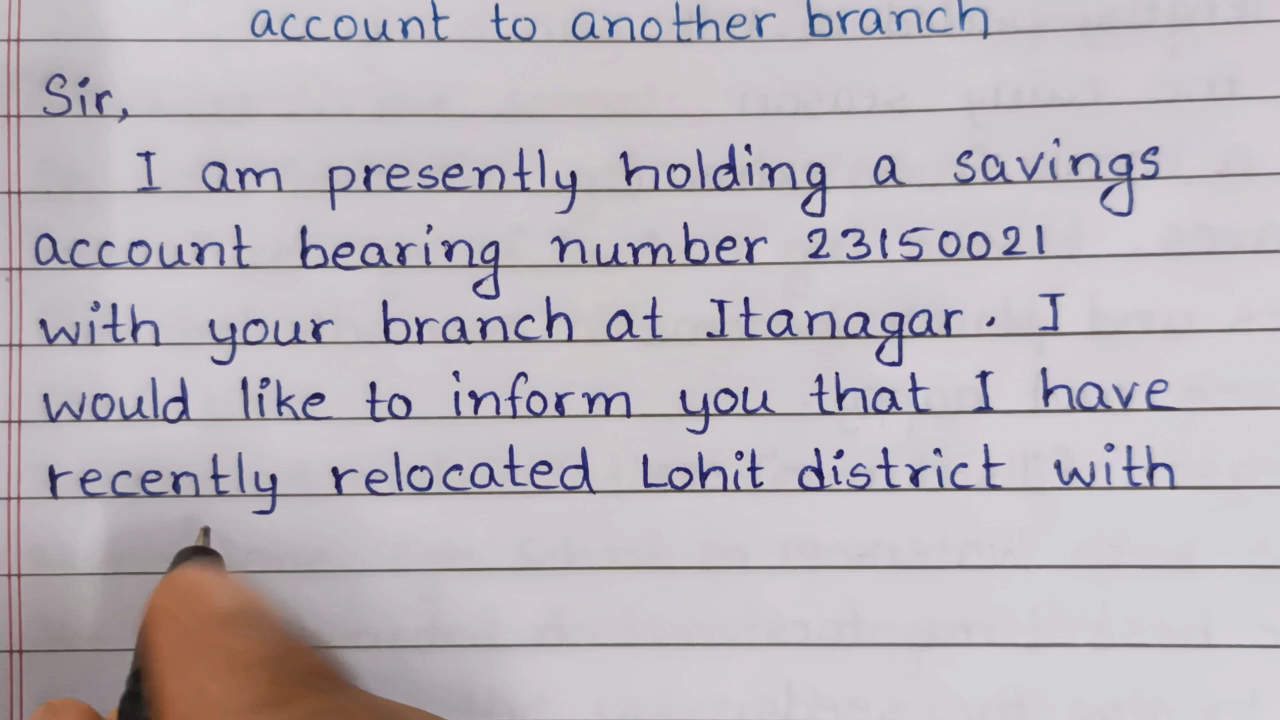 account to another branch
Sir,
I am presently holding a savings
account bearing number 23150021
with your branch at Itanagar. I
would like to inform you that I have
recently relocated Lohit district with